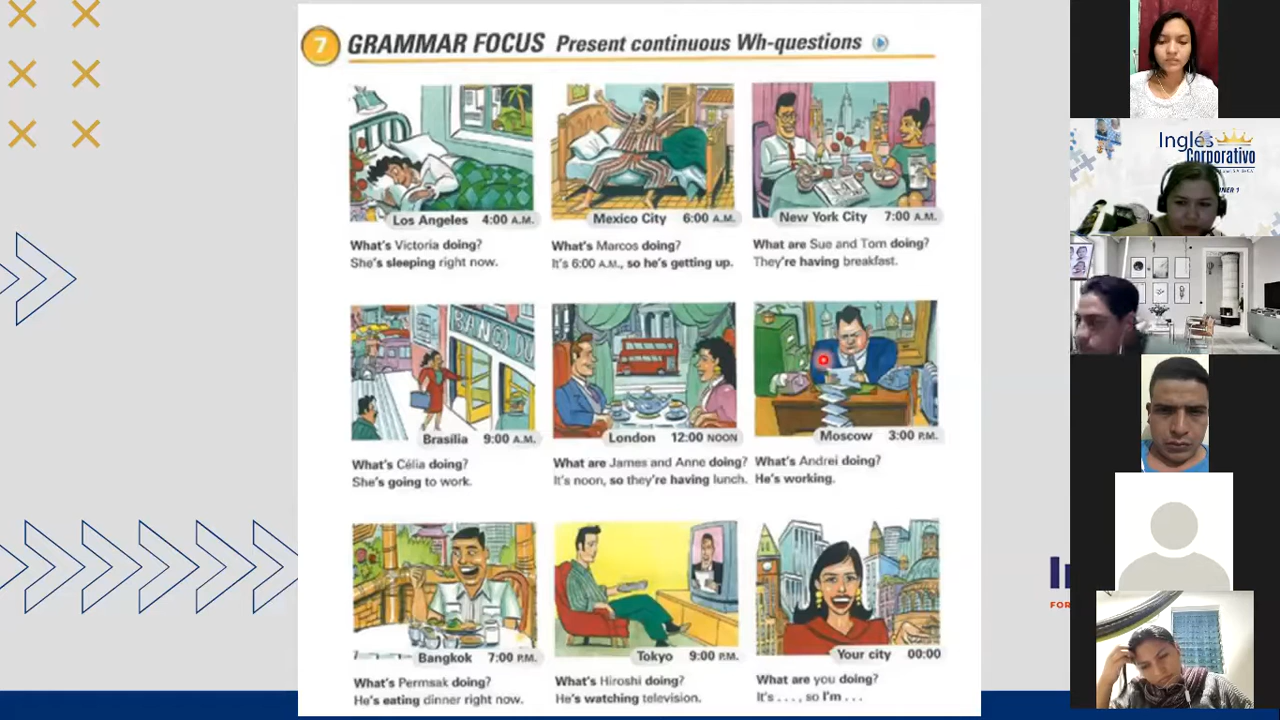 7 GRAMMAR FOCUS Present continuous Wh-questions
Los Angeles 4:00 A.M.
What's Victoria doing?
She's sleeping right now.
Mexico City 6:00 A.M.
What's Marcos doing?
It's 6:00 A.M., so he's getting up.
New York City 7:00 A.M.
What are Sue and Tom doing?
They're having breakfast.
BANCO DU
Brasília 9:00 A.M.
What's Célia doing?
She's going to work.
London 12:00 NOON
What are James and Anne doing?
It's noon, so they're having lunch.
Moscow 3:00 P.M.
What's Andrei doing?
He's working.
Bangkok 7:00 P.M.
What's Permsak doing?
He's eating dinner right now.
Tokyo 9:00 P.M.
What's Hiroshi doing?
He's watching television.
Your city 00:00
What are you doing?
It's . . . , so I'm . . .
FOR
Inglés
Corporativo